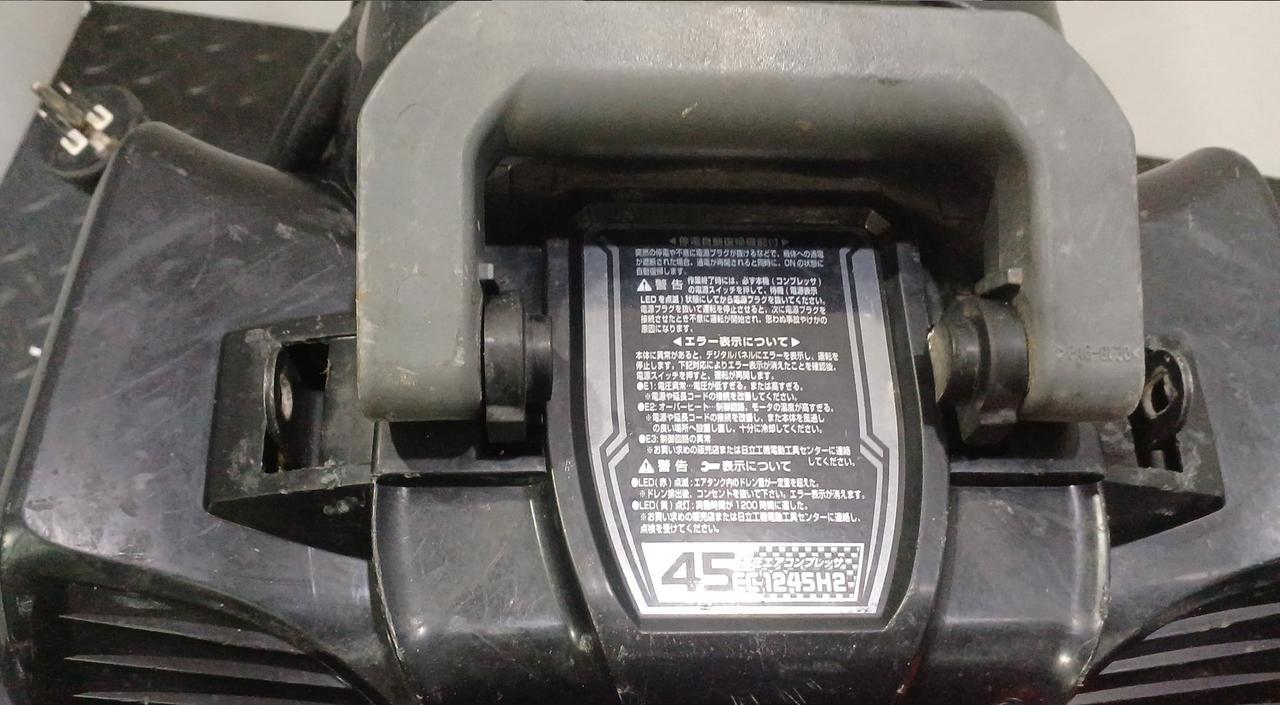 ◀停電自動復帰機能付▶
突然の停電や不意に電源プラグが抜けるなどで、機体への通電
が遮断された場合、通電が再開されると同時に、ONの状態に
自動復帰します。
警告 作業終了時には、必ず本機(コンプレッサ)
の電源スイッチを押して、待機(電源表示
LEDを点滅)状態にしてから電源プラグを抜いてください。
電源プラグを抜いて運転を停止させると、次に電源プラグを
接続させたとき不意に運転が開始され、思わぬ事故やけがの
原因になります。
◀エラー表示について▶
本体に異常があると、デジタルパネルにエラーを表示し、運転を
停止します。下記対応によりエラー表示が消えたことを確認後、
電源スイッチを押すと、運転が再開します。
●E1:電圧異常…電圧が低すぎる。または高すぎる。
※電源や延長コードの接続を改善してください。
●E2:オーバーヒート…制御回路、モータの温度が高すぎる。
※電源や延長コードの接続を改善し、また本体を風通し
の良い場所へ設置し直し、十分に冷却してください。
●E3:制御回路の異常
※お買い求めの販売店または日立工機電動工具センターに連絡
してください。
警告 表示について
●LED(赤)点滅:エアタンク内のドレン量が一定量を超えた。
※ドレン排出後、コンセントを抜いて下さい。エラー表示が消えます。
●LED(黄)点灯:実働時間が1200時間に達した。
※お買い求めの販売店または日立工機電動工具センターに連絡し、
点検を受けてください。
45 圧エアコンプレッサ
EC1245H2